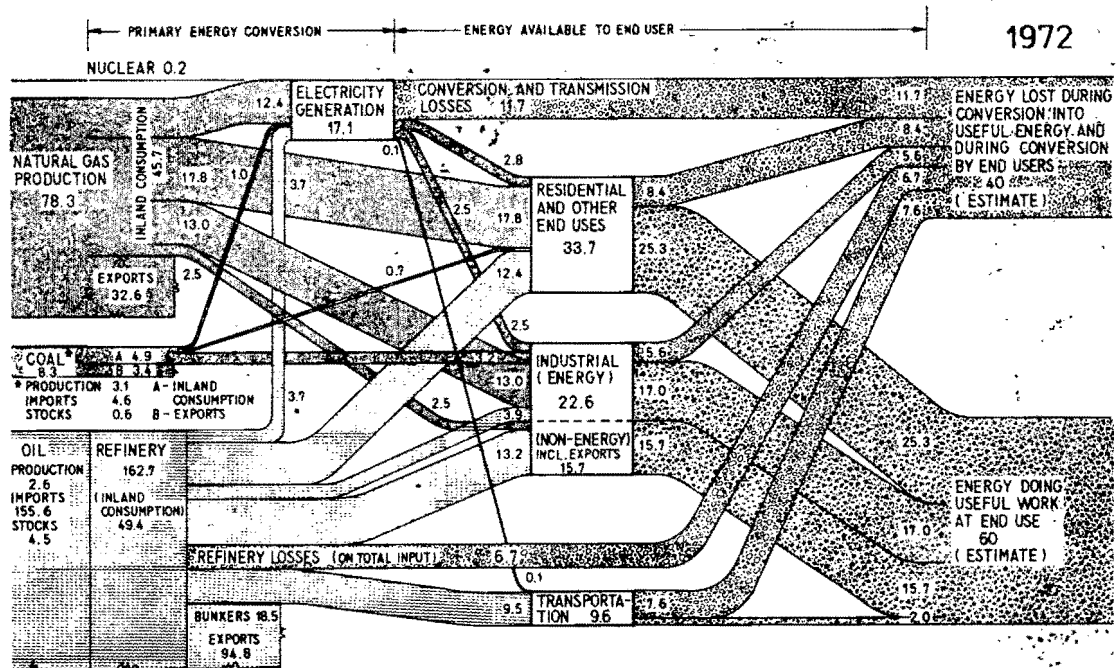 PRIMARY ENERGY CONVERSION
ENERGY AVAILABLE TO END USER
1972
NUCLEAR 0.2
NATURAL GAS
PRODUCTION
78.3
INLAND CONSUMPTION
45.7
EXPORTS
32.6
12.4
17.8
1.0
13.0
2.5
3.7
3.7
2.5
0.7
ELECTRICITY
GENERATION
17.1
0.1
CONVERSION AND TRANSMISSION
LOSSES 11.7
2.8
2.5
17.8
12.4
2.5
RESIDENTIAL
AND OTHER
END USES
33.7
8.4
25.3
11.7
8.4
5.6
6.7
7.6
ENERGY LOST DURING
CONVERSION INTO
USEFUL ENERGY AND
DURING CONVERSION
BY END USERS
40
(ESTIMATE)
COAL*
8.3
A 4.9
B 3.4
* PRODUCTION 3.1
IMPORTS 4.6
STOCKS 0.6
A - INLAND
CONSUMPTION
B - EXPORTS
3.2
13.0
3.9
13.2
INDUSTRIAL
(ENERGY)
22.6
(NON-ENERGY)
INCL. EXPORTS
15.7
5.6
17.0
15.7
OIL
PRODUCTION
2.6
IMPORTS
155.6
STOCKS
4.5
REFINERY
162.7
(INLAND
CONSUMPTION)
49.4
REFINERY LOSSES (ON TOTAL INPUT) 6.7
0.1
9.5
TRANSPORTA-
TION 9.6
7.6
BUNKERS 18.5
EXPORTS
94.8
25.3
17.0
15.7
2.0
ENERGY DOING
USEFUL WORK
AT END USE
60
(ESTIMATE)